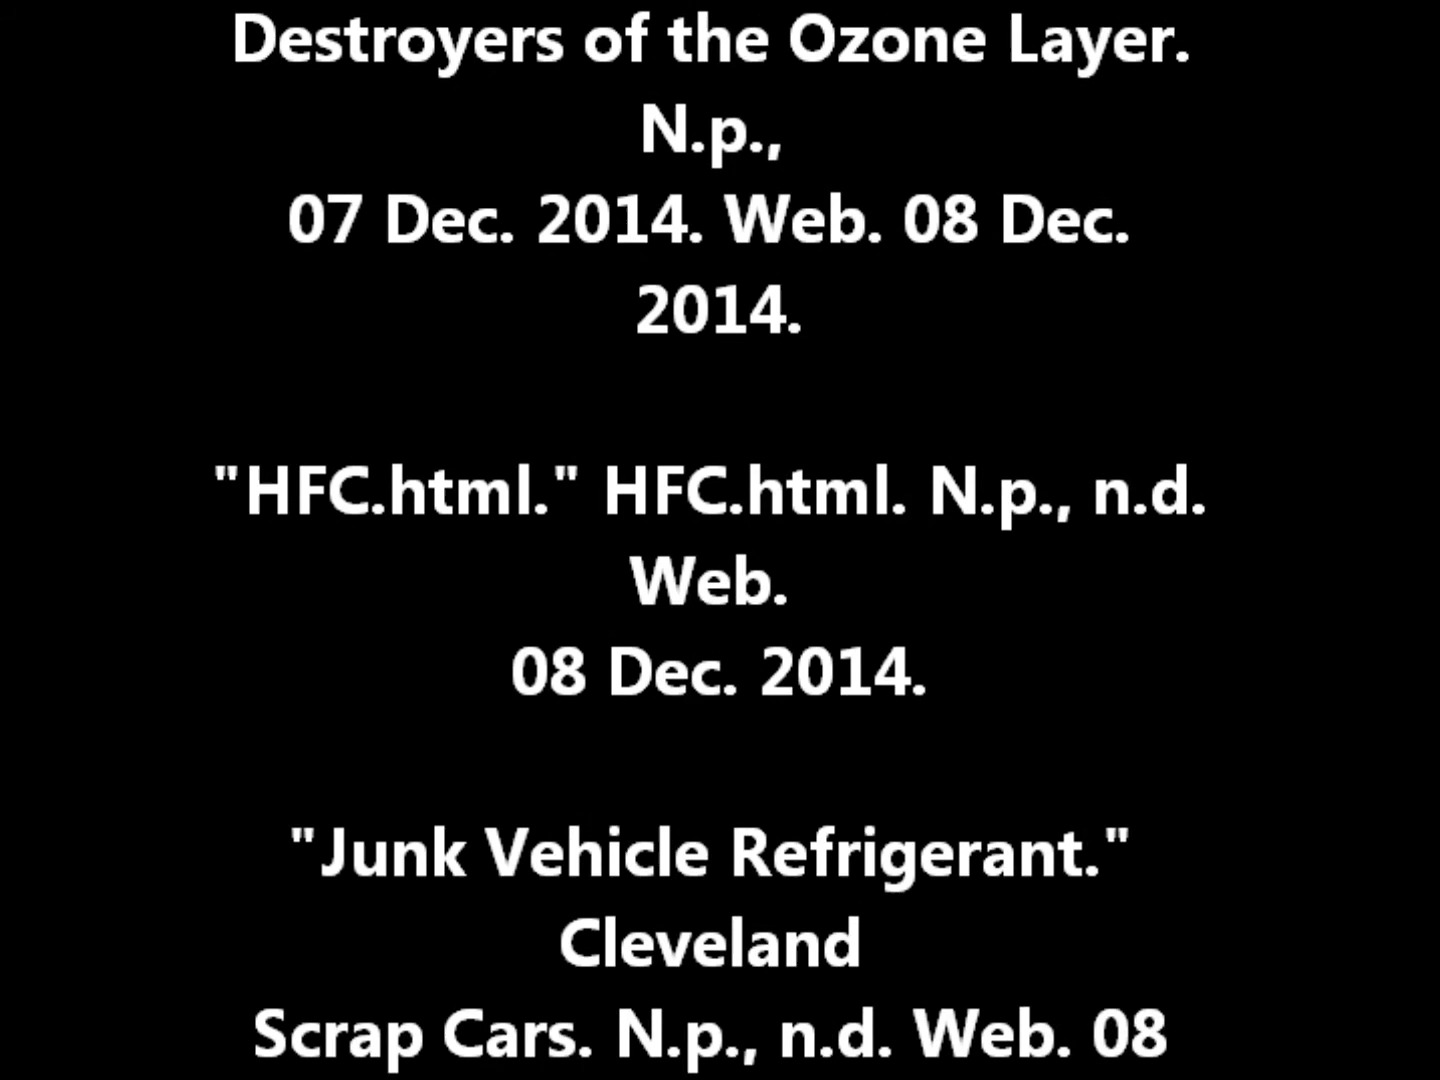 Destroyers of the Ozone Layer.
N.p.,
07 Dec. 2014. Web. 08 Dec.
2014.
"HFC.html." HFC.html. N.p., n.d.
Web.
08 Dec. 2014.
"Junk Vehicle Refrigerant."
Cleveland
Scrap Cars. N.p., n.d. Web. 08